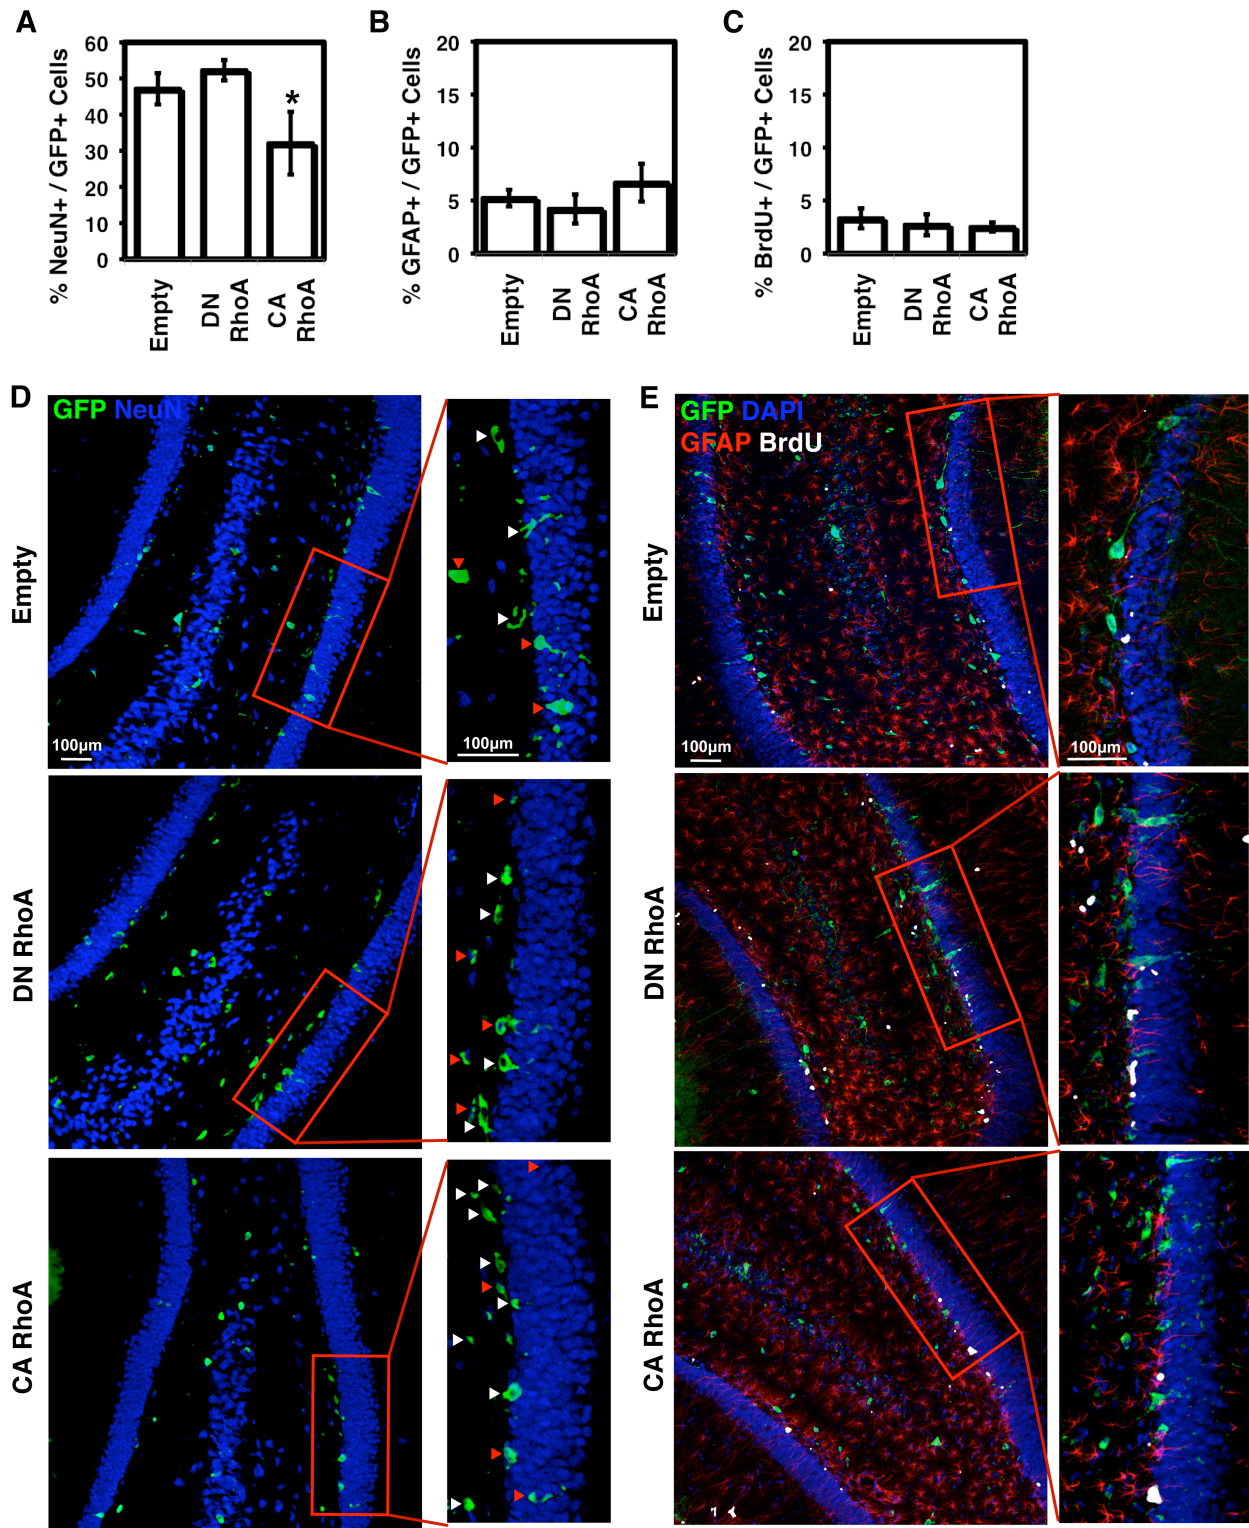 A
% NeuN+ / GFP+ Cells
60
50
40
30
20
10
0
*
Empty
DN RhoA
CA RhoA
B
% GFAP+ / GFP+ Cells
20
15
10
5
0
Empty
DN RhoA
CA RhoA
C
% BrdU+ / GFP+ Cells
20
15
10
5
0
Empty
DN RhoA
CA RhoA
D
GFP NeuN
Empty
100µm
100µm
DN RhoA
CA RhoA
E
GFP DAPI
GFAP BrdU
Empty
100µm
100µm
DN RhoA
CA RhoA